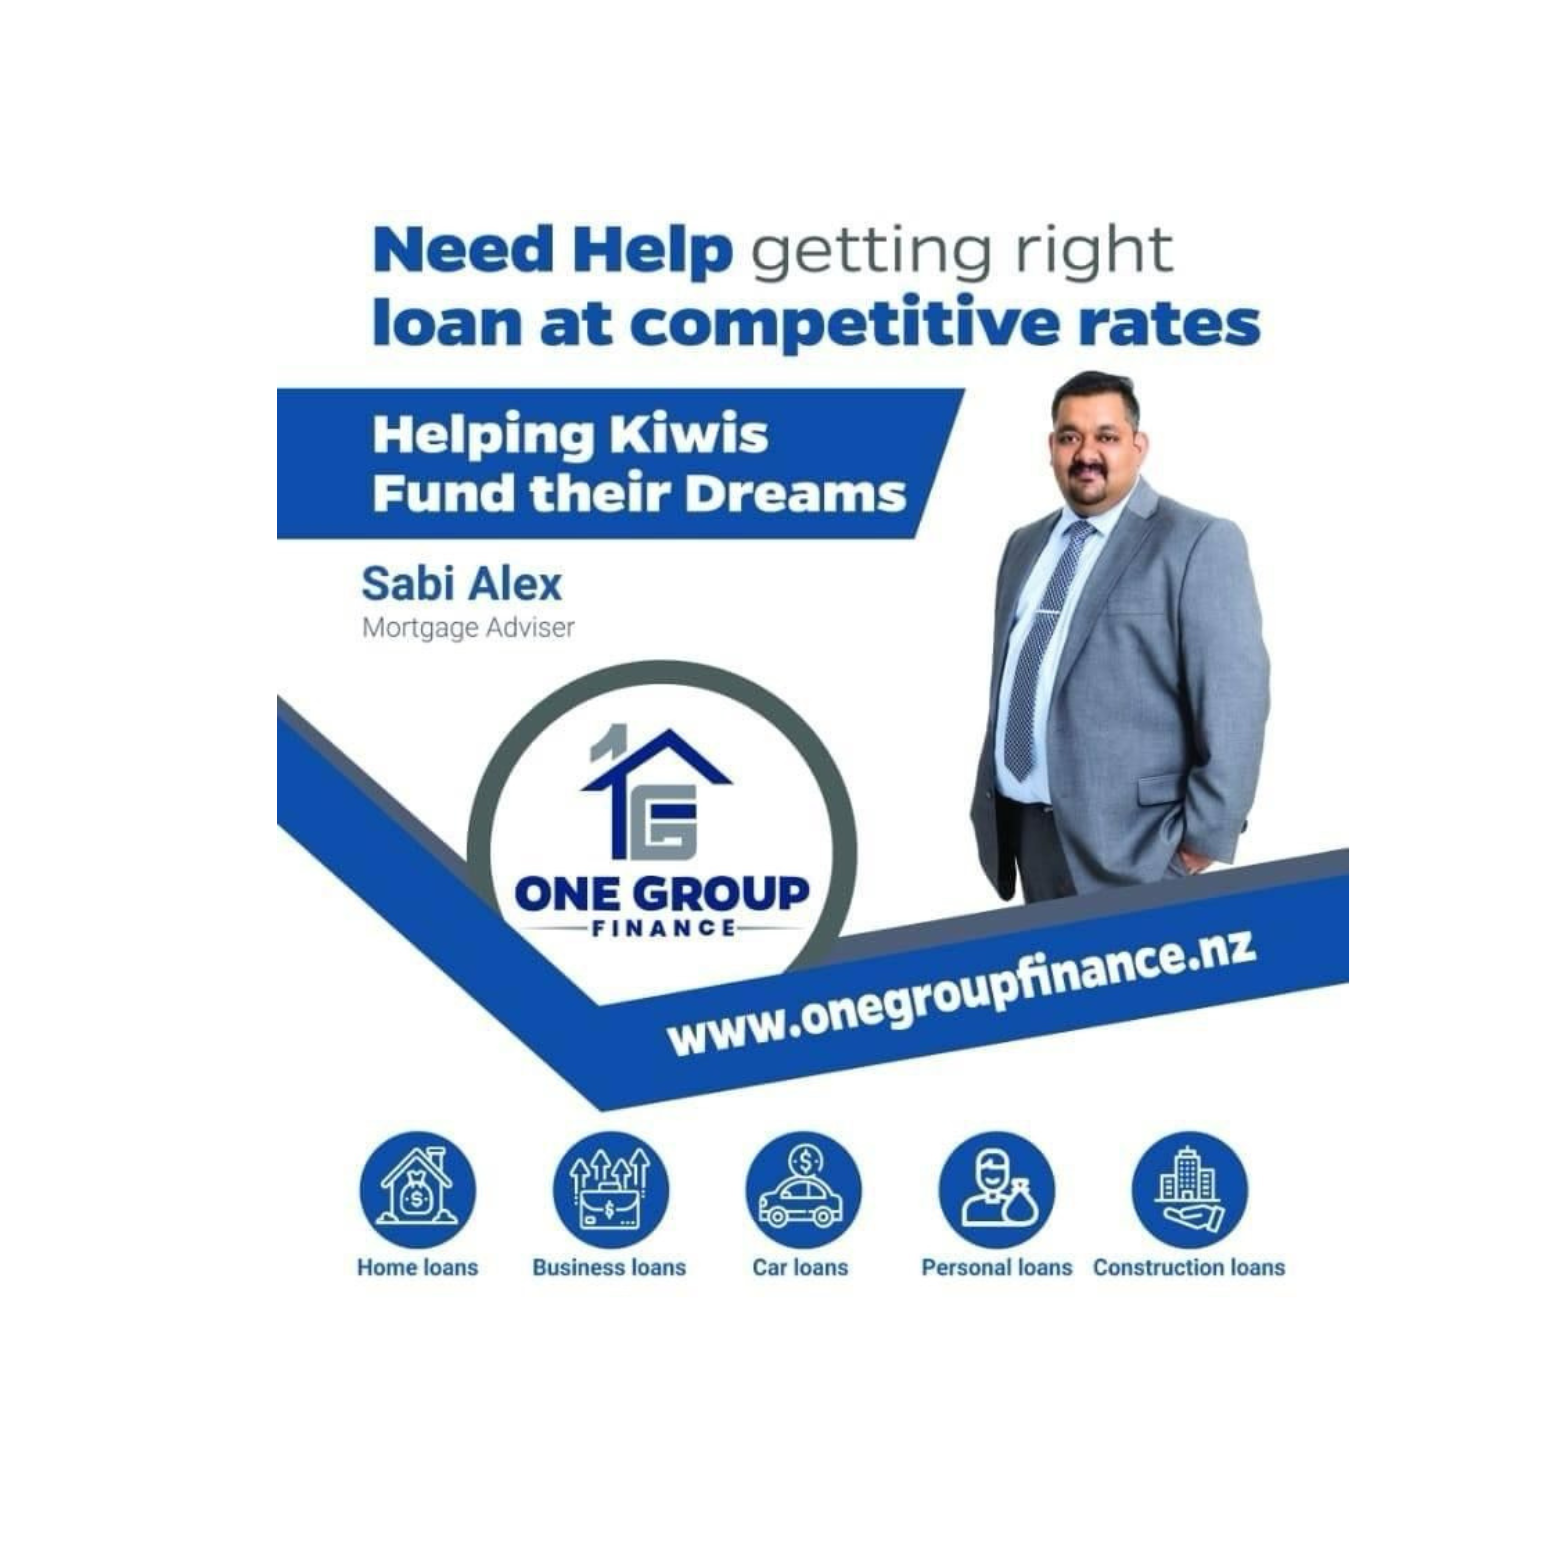 Need Help getting right
loan at competitive rates
Helping Kiwis
Fund their Dreams
Sabi Alex
Mortgage Adviser
1G
ONE GROUP
FINANCE
www.onegroupfinance.nz
Home loans
Business loans
Car loans
Personal loans
Construction loans